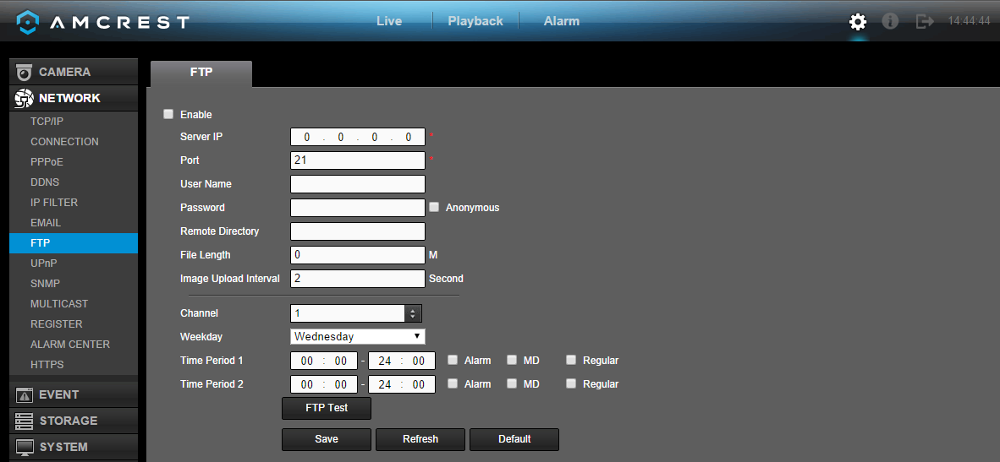 AMCREST Live Playback Alarm 14:44:44
CAMERA
NETWORK
TCP/IP
CONNECTION
PPPoE
DDNS
IP FILTER
EMAIL
FTP
UPnP
SNMP
MULTICAST
REGISTER
ALARM CENTER
HTTPS
EVENT
STORAGE
SYSTEM
FTP
Enable
Server IP 0 . 0 . 0 . 0 *
Port 21 *
User Name
Password Anonymous
Remote Directory
File Length 0 M
Image Upload Interval 2 Second
Channel 1
Weekday Wednesday
Time Period 1 00 : 00 - 24 : 00 Alarm MD Regular
Time Period 2 00 : 00 - 24 : 00 Alarm MD Regular
FTP Test
Save Refresh Default